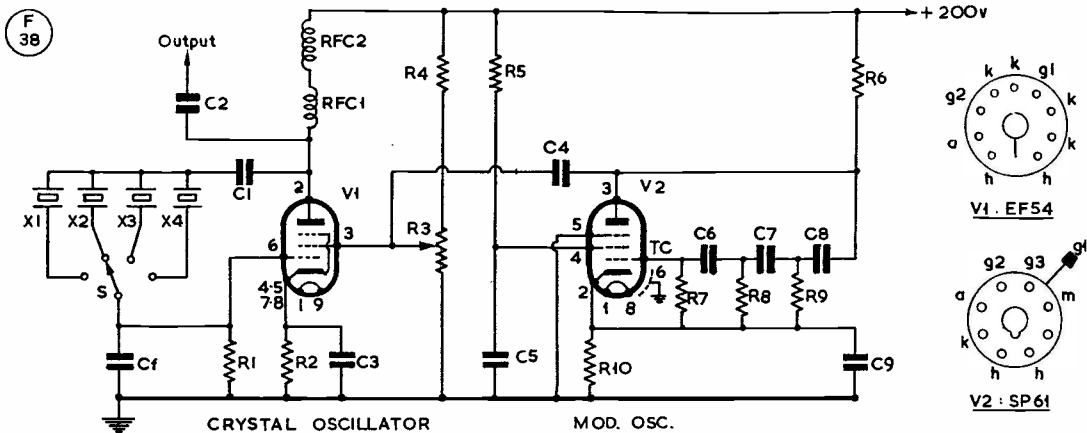 F
38
Output
RFC2
RFC1
C2
R4
R5
R6
+ 200v
C1
C4
X1
X2
X3
X4
S
2
V1
6
3
R3
4·5
7·8
1
9
3
V2
5
4
TC
6
2
1
8
C6
C7
C8
R7
R8
R9
Cf
R1
R2
C3
C5
R10
C9
CRYSTAL OSCILLATOR
MOD. OSC.
k
k
g1
g2
k
a
k
h
h
V1 . EF54
g1
g2
g3
a
m
k
h
h
V2 : SP61